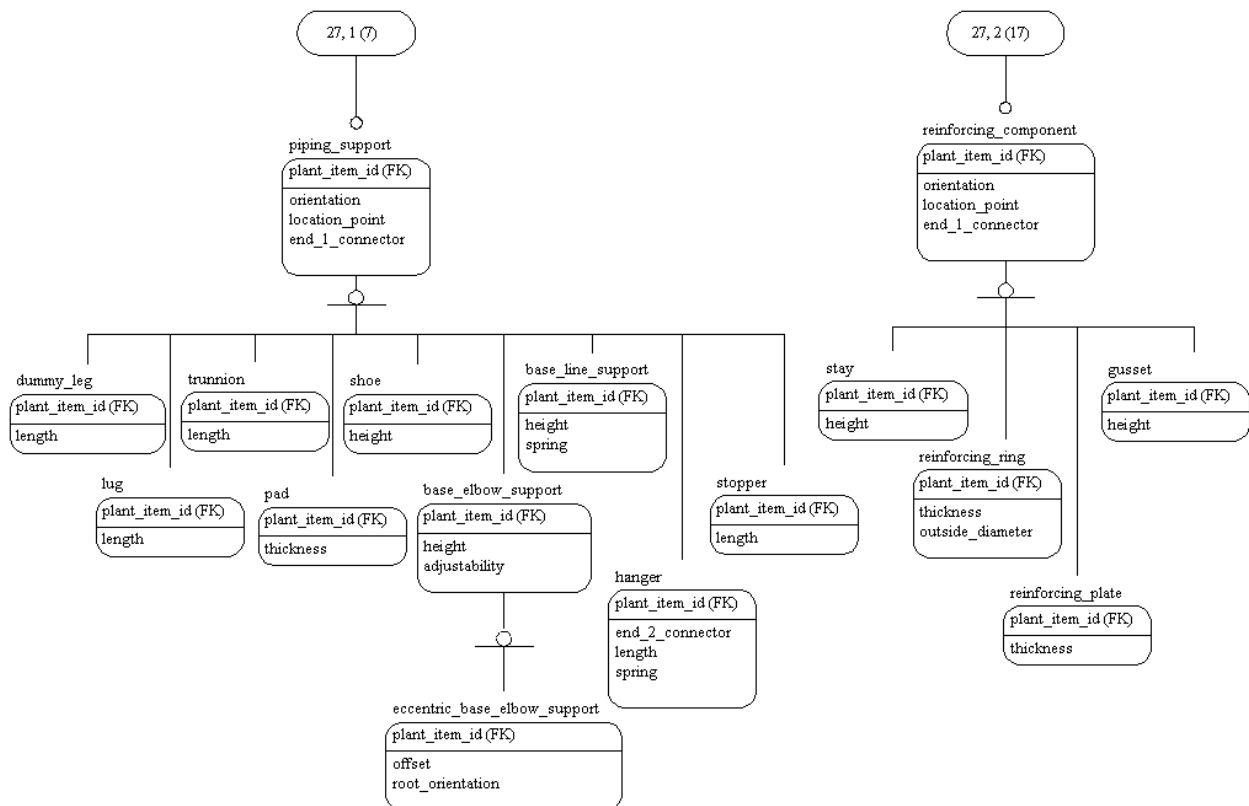 27, 1 (7)
27, 2 (17)
piping_support
plant_item_id (FK)
orientation
location_point
end_1_connector
reinforcing_component
plant_item_id (FK)
orientation
location_point
end_1_connector
dummy_leg
plant_item_id (FK)
length
trunnion
plant_item_id (FK)
length
shoe
plant_item_id (FK)
height
base_line_support
plant_item_id (FK)
height
spring
stay
plant_item_id (FK)
height
gusset
plant_item_id (FK)
height
lug
plant_item_id (FK)
length
pad
plant_item_id (FK)
thickness
base_elbow_support
plant_item_id (FK)
height
adjustability
stopper
plant_item_id (FK)
length
reinforcing_ring
plant_item_id (FK)
thickness
outside_diameter
hanger
plant_item_id (FK)
end_2_connector
length
spring
reinforcing_plate
plant_item_id (FK)
thickness
eccentric_base_elbow_support
plant_item_id (FK)
offset
root_orientation